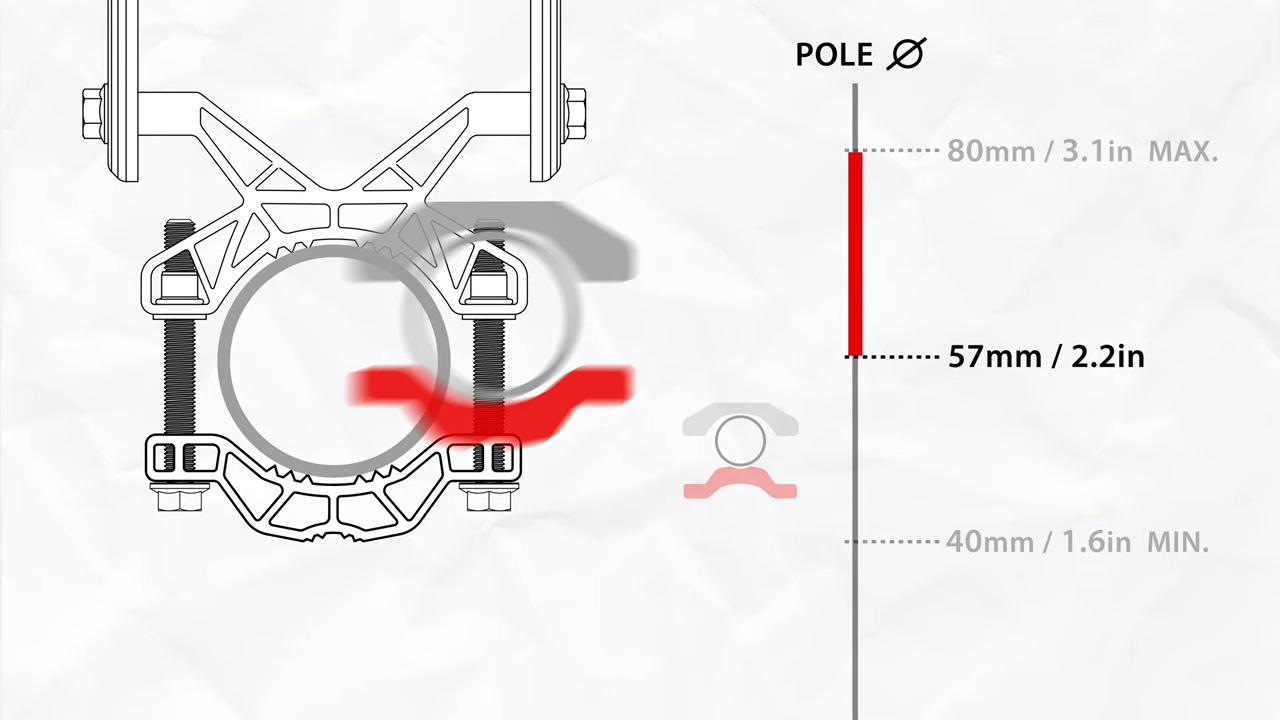 POLE Ø
80mm / 3.1in MAX.
57mm / 2.2in
40mm / 1.6in MIN.